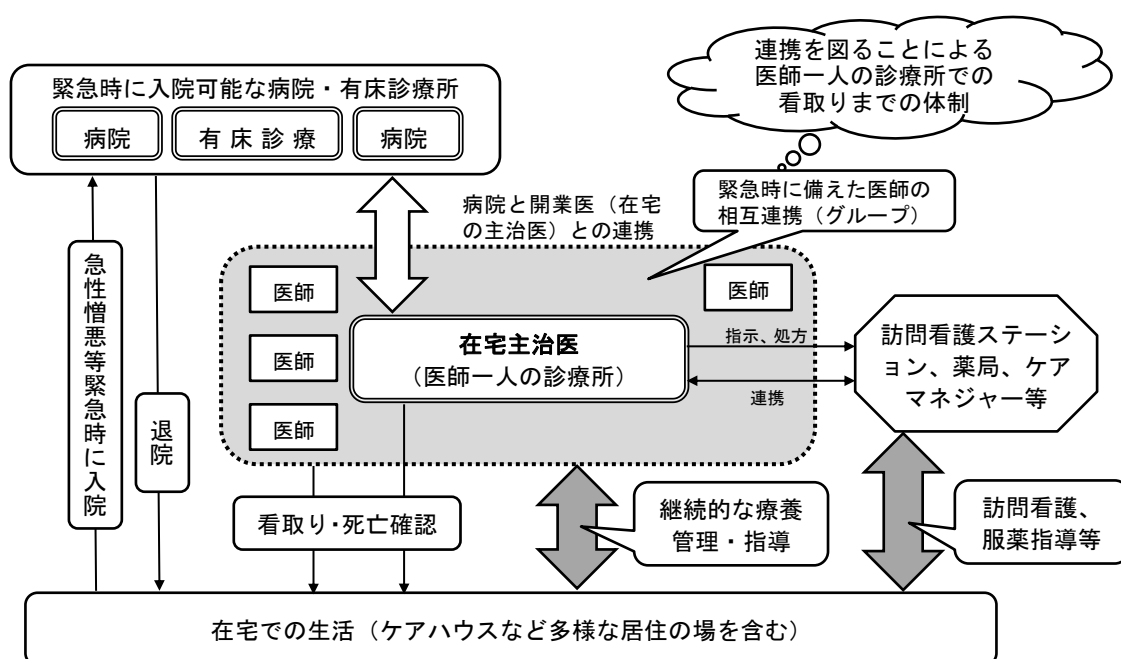 連携を図ることによる
医師一人の診療所での
看取りまでの体制
緊急時に入院可能な病院・有床診療所
病院
有床診療
病院
緊急時に備えた医師の
相互連携（グループ）
病院と開業医（在宅
の主治医）との連携
医師
医師
医師
医師
在宅主治医
（医師一人の診療所）
指示、処方
連携
訪問看護ステーシ
ョン、薬局、ケア
マネジャー等
急性憎悪等緊急時に入院
退院
看取り・死亡確認
継続的な療養
管理・指導
訪問看護、
服薬指導等
在宅での生活（ケアハウスなど多様な居住の場を含む）